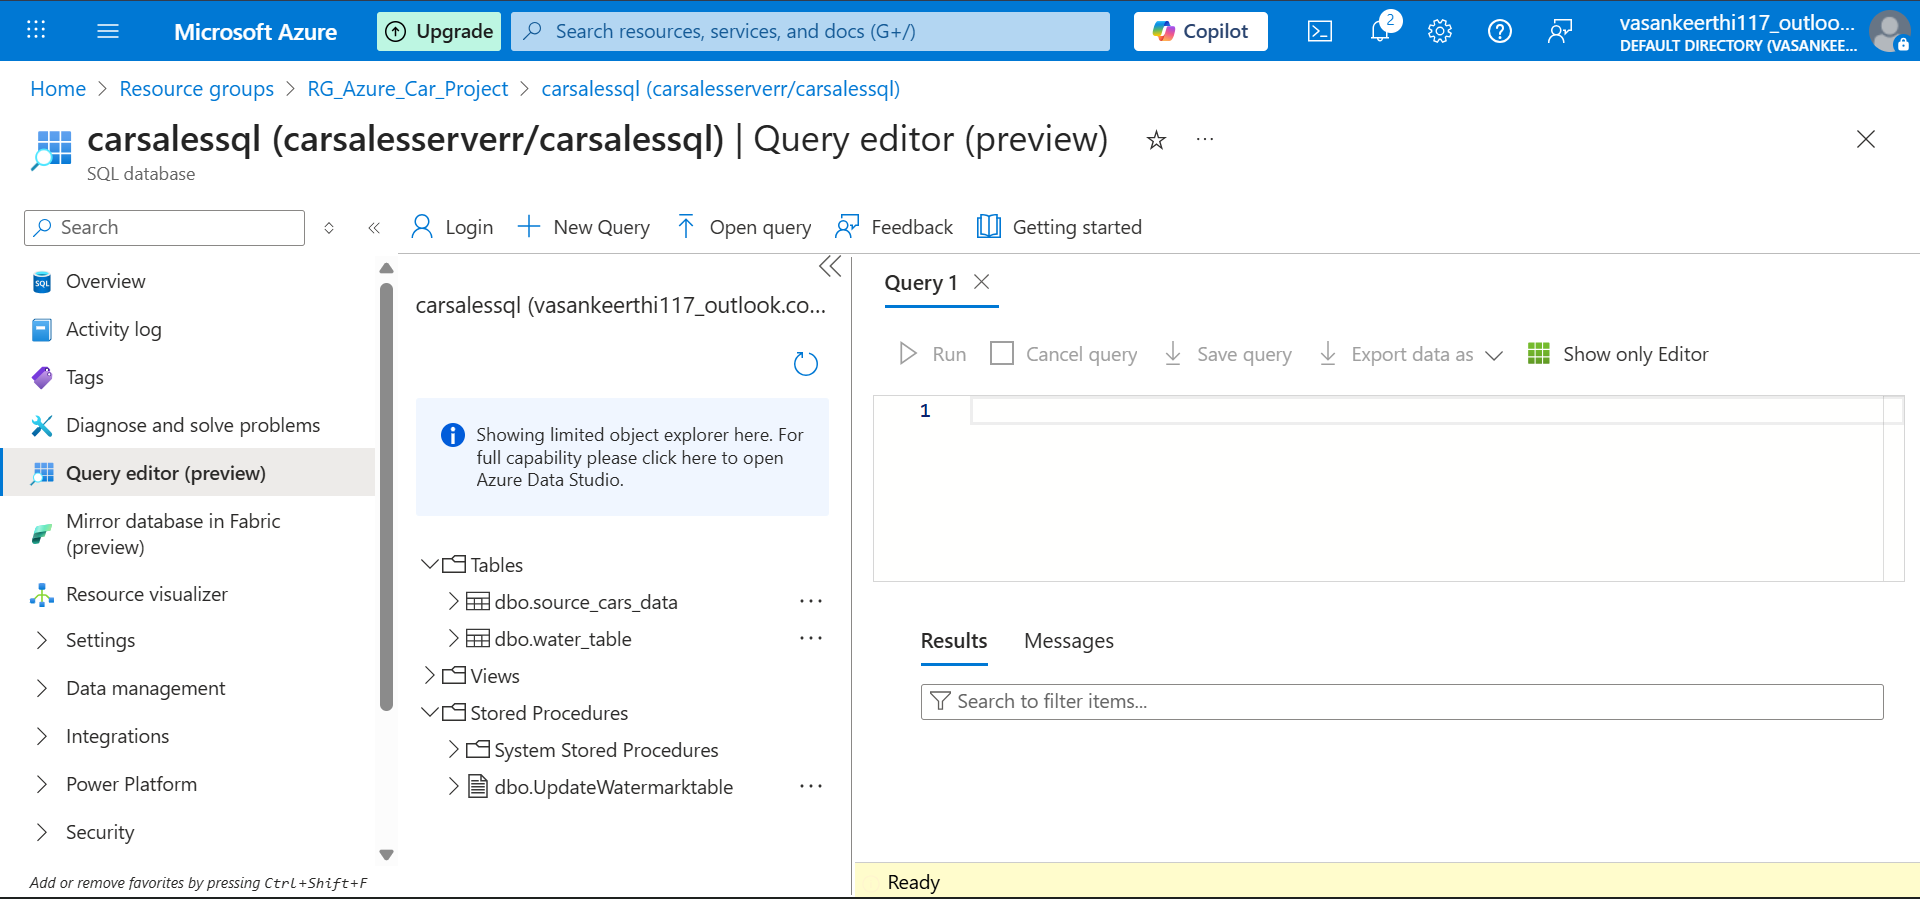 Microsoft Azure
Upgrade
Search resources, services, and docs (G+/)
Copilot
2
vasankeerthi117_outloo...
DEFAULT DIRECTORY (VASANKEE...
Home > Resource groups > RG_Azure_Car_Project > carsalessql (carsalesserverr/carsalessql)
carsalessql (carsalesserverr/carsalessql) | Query editor (preview)
...
SQL database
Search
Login
New Query
Open query
Feedback
Getting started
Overview
Activity log
Tags
Diagnose and solve problems
Query editor (preview)
Mirror database in Fabric
(preview)
Resource visualizer
Settings
Data management
Integrations
Power Platform
Security
Add or remove favorites by pressing Ctrl+Shift+F
carsalessql (vasankeerthi117_outlook.co...
Showing limited object explorer here. For
full capability please click here to open
Azure Data Studio.
Tables
dbo.source_cars_data
...
dbo.water_table
...
Views
Stored Procedures
System Stored Procedures
dbo.UpdateWatermarktable
...
Query 1
Run
Cancel query
Save query
Export data as
Show only Editor
1
Results
Messages
Search to filter items...
Ready